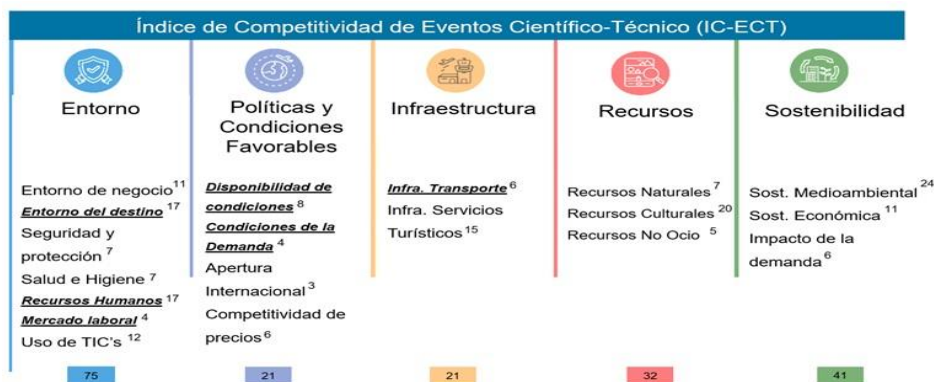 Índice de Competitividad de Eventos Científico-Técnico (IC-ECT)
Entorno
Entorno de negocio 11
Entorno del destino 17
Seguridad y
protección 7
Salud e Higiene 7
Recursos Humanos 17
Mercado laboral 4
Uso de TIC's 12
75
Políticas y
Condiciones
Favorables
Disponibilidad de
condiciones 8
Condiciones de la
Demanda 4
Apertura
Internacional 3
Competitividad de
precios 6
21
Infraestructura
Infra. Transporte 6
Infra. Servicios
Turísticos 15
21
Recursos
Recursos Naturales 7
Recursos Culturales 20
Recursos No Ocio 5
32
Sostenibilidad
Sost. Medioambiental 24
Sost. Económica 11
Impacto de la
demanda 6
41